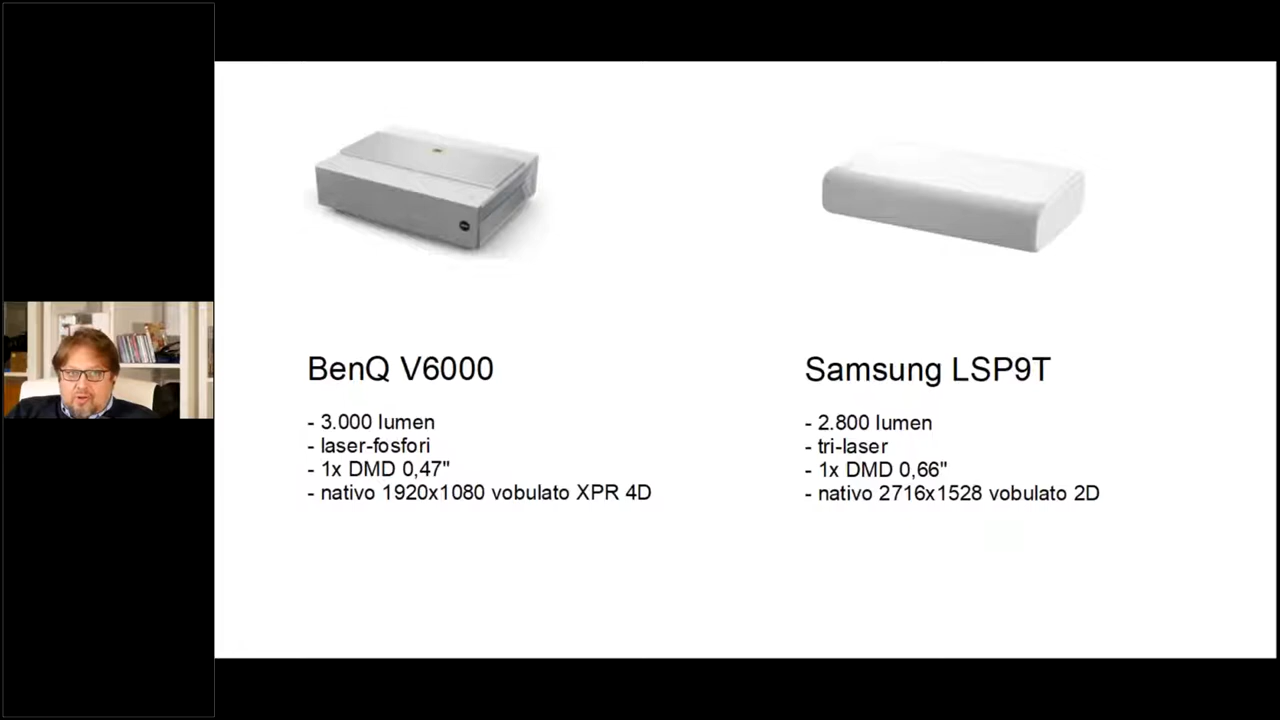 BenQ V6000
- 3.000 lumen
- laser-fosfori
- 1x DMD 0,47"
- nativo 1920x1080 vobulato XPR 4D
Samsung LSP9T
- 2.800 lumen
- tri-laser
- 1x DMD 0,66"
- nativo 2716x1528 vobulato 2D